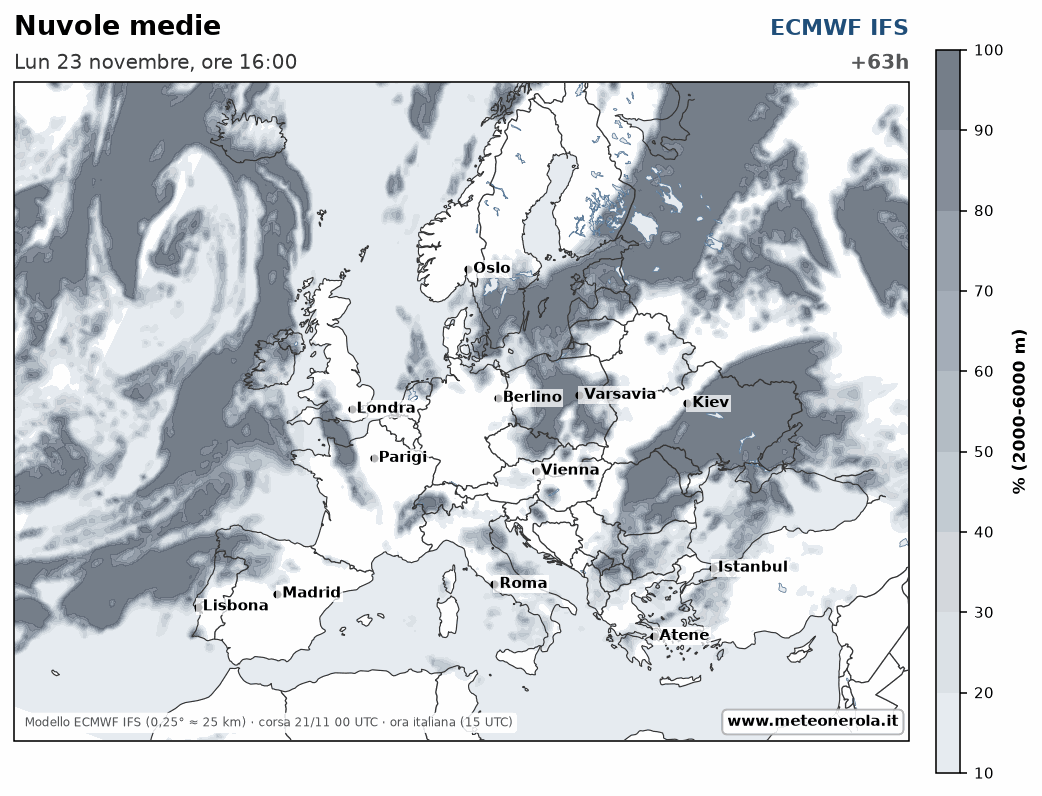 Nuvole medie
ECMWF IFS
Lun 23 novembre, ore 16:00
+63h
100
90
80
70
60
50
40
30
20
10
% (2000-6000 m)
Oslo
Berlino
Varsavia
Kiev
Londra
Parigi
Vienna
Istanbul
Roma
Madrid
Lisbona
Atene
Modello ECMWF IFS (0,25° ≈ 25 km) · corsa 21/11 00 UTC · ora italiana (15 UTC)
www.meteonerola.it